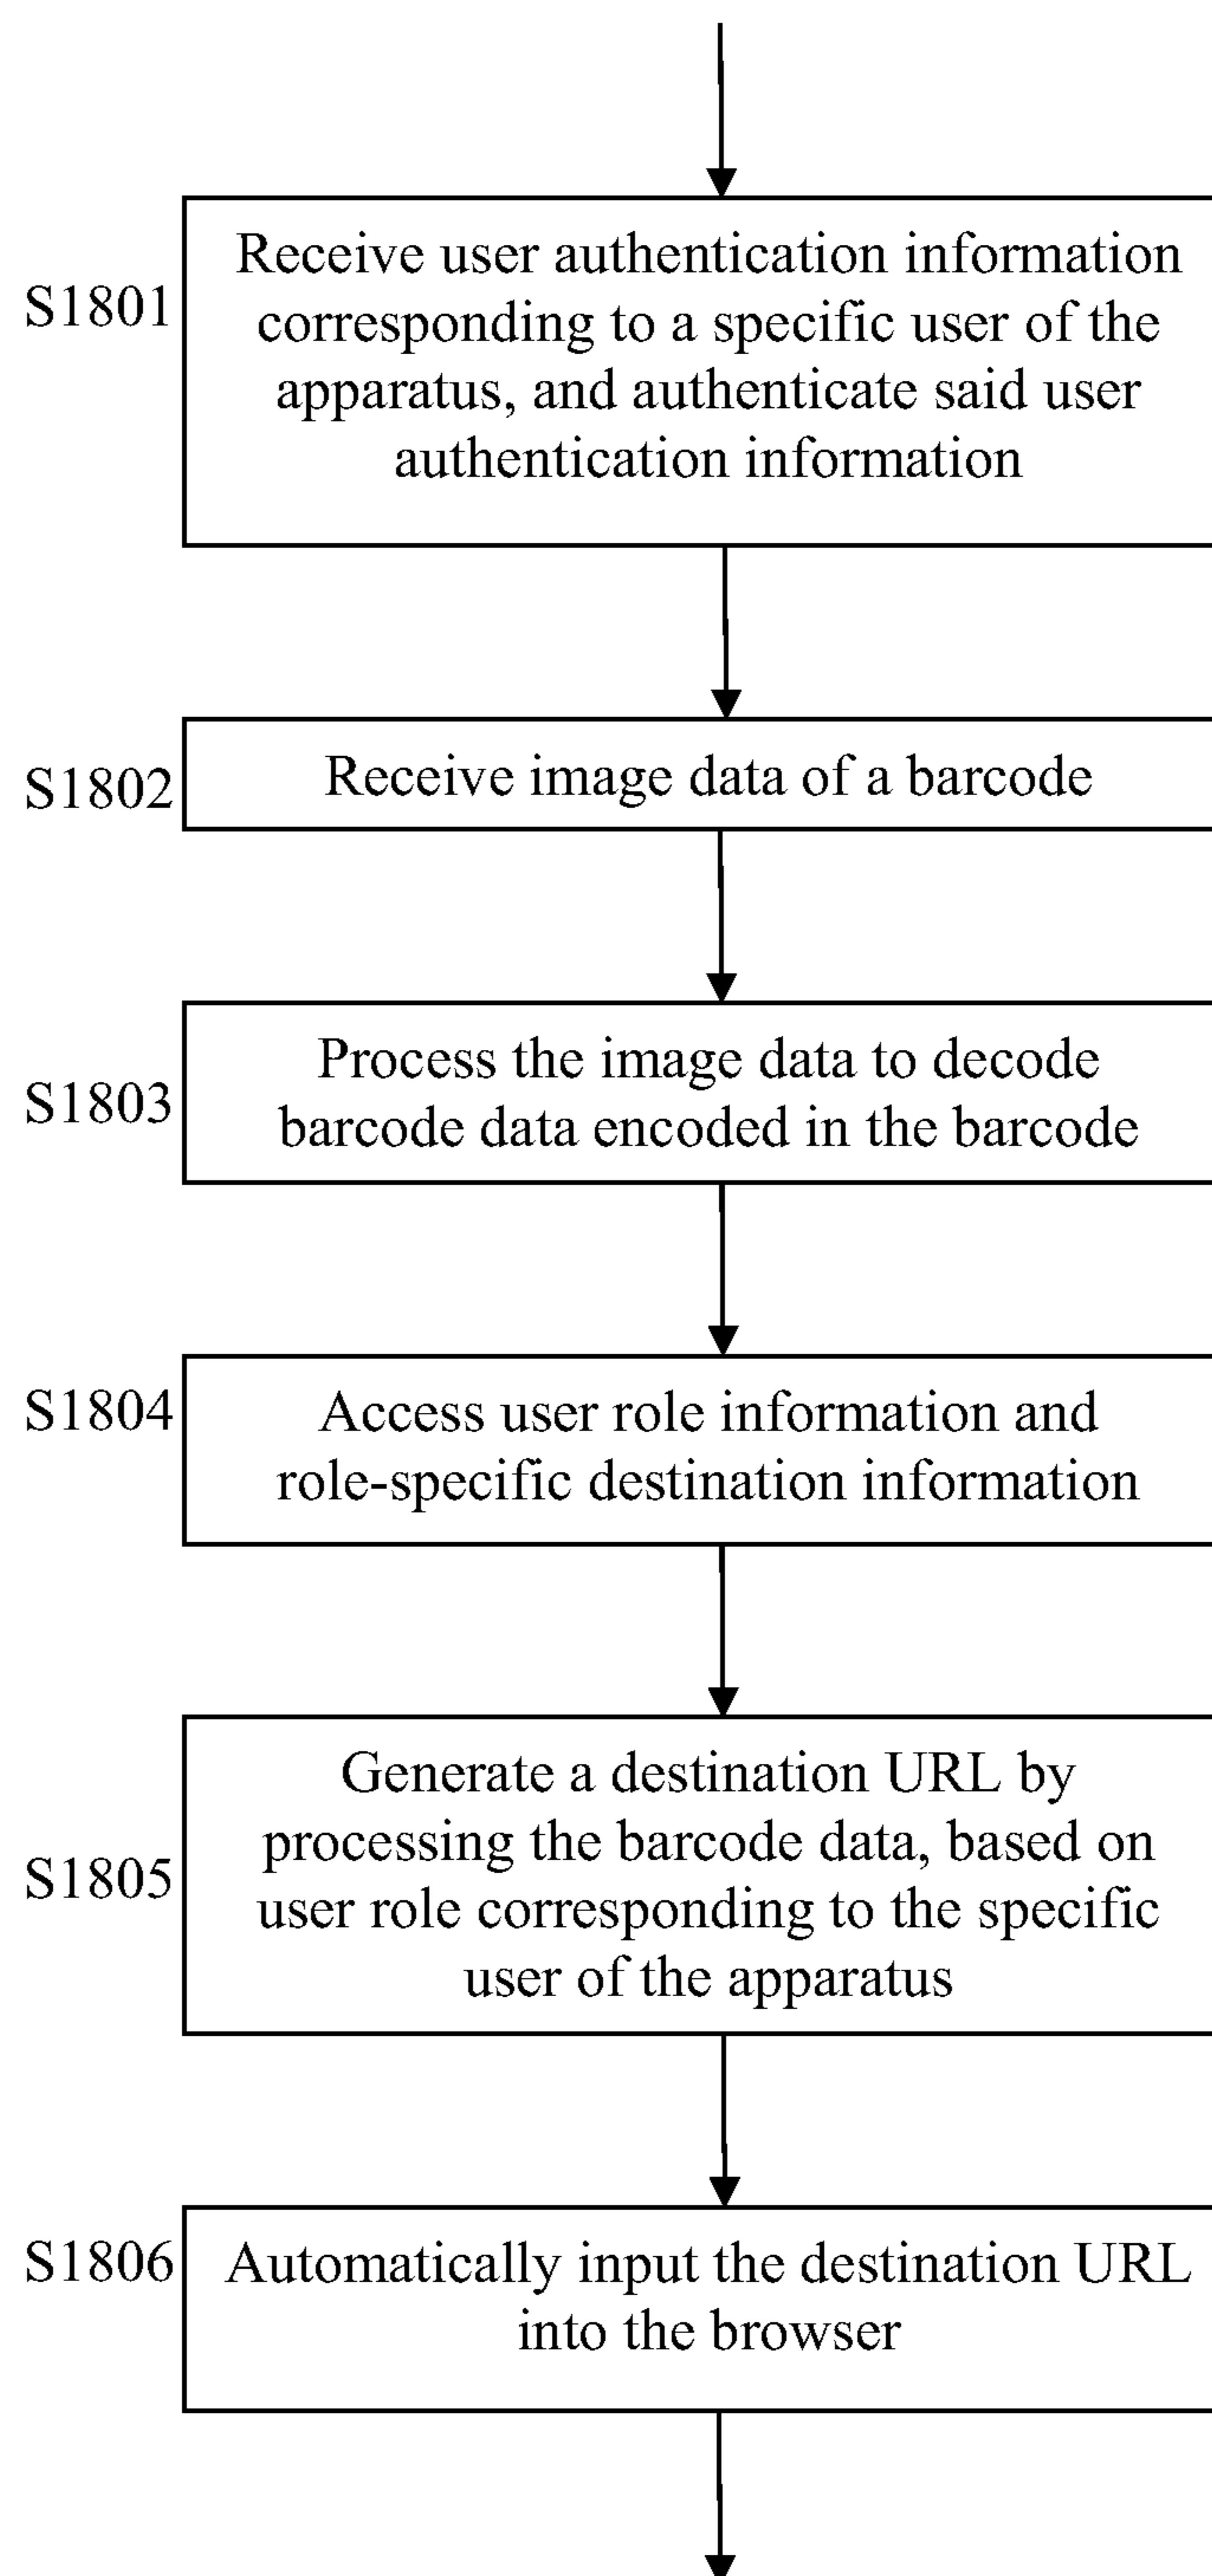 S1801
Receive user authentication information
corresponding to a specific user of the
apparatus, and authenticate said user
authentication information
S1802
Receive image data of a barcode
S1803
Process the image data to decode
barcode data encoded in the barcode
S1804
Access user role information and
role-specific destination information
S1805
Generate a destination URL by
processing the barcode data, based on
user role corresponding to the specific
user of the apparatus
S1806
Automatically input the destination URL
into the browser